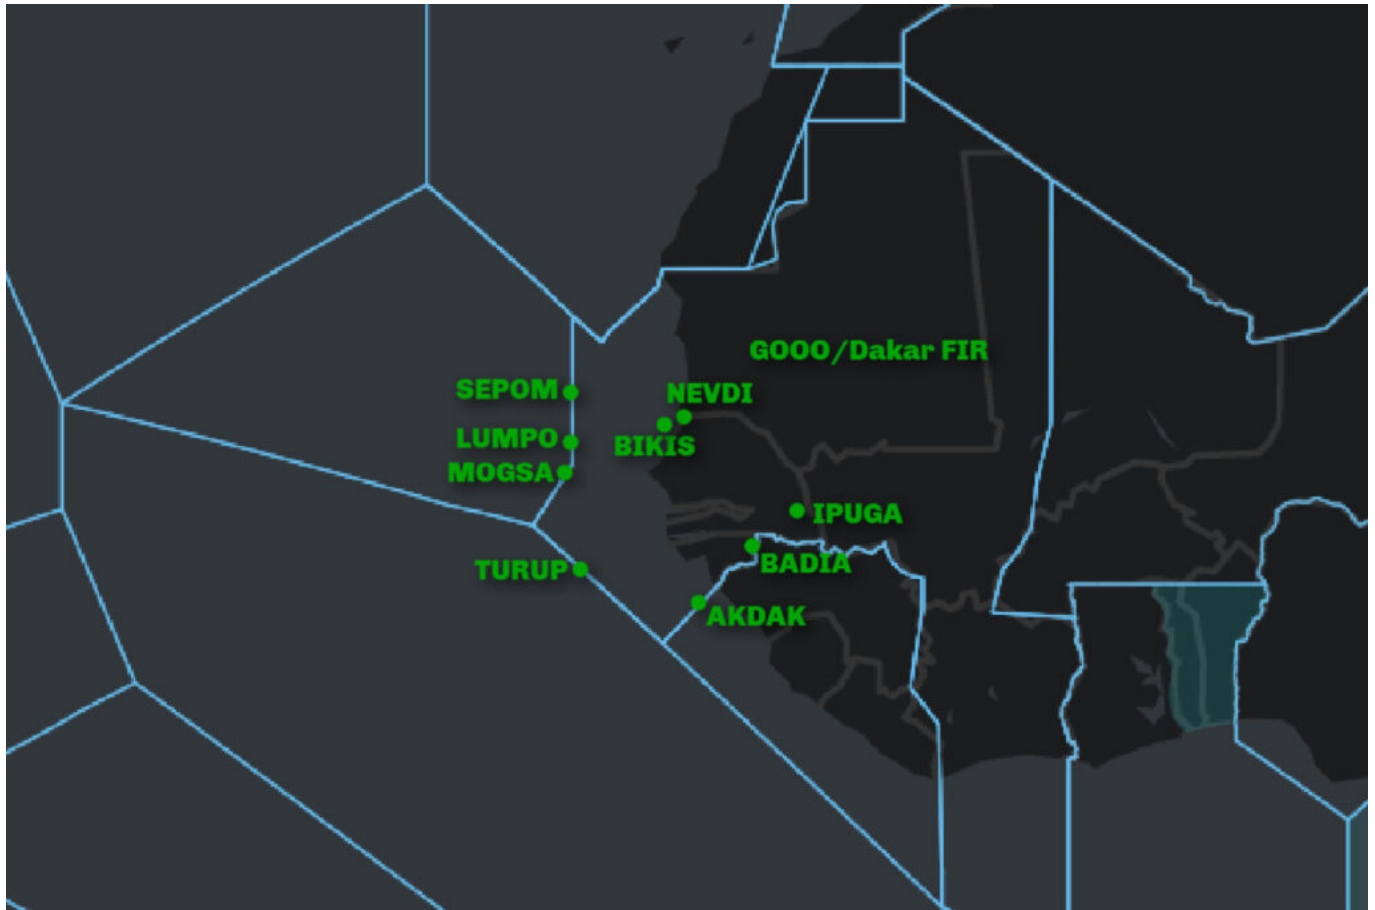 GOOO/Dakar FIR
SEPOM
NEVDI
LUMPO
BIKIS
MOGSA
IPUGA
BADIA
TURUP
AKDAK